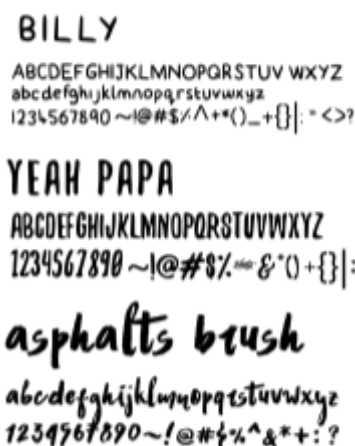 BILLY
ABCDEFGHIJKLMNOPQRSTUV WXYZ
abcdefghijklmnopqrstuvwxyz
1234567890 ~!@#$%^+*()_+{}|: " <>?
YEAH PAPA
ABCDEFGHIJKLMNOPQRSTUVWXYZ
1234567890 ~!@#$% & *() +{}|:
asphalts brush
abcdefghijklmnopqrstuvwxyz
1234567890~!@#$%^&*+:?